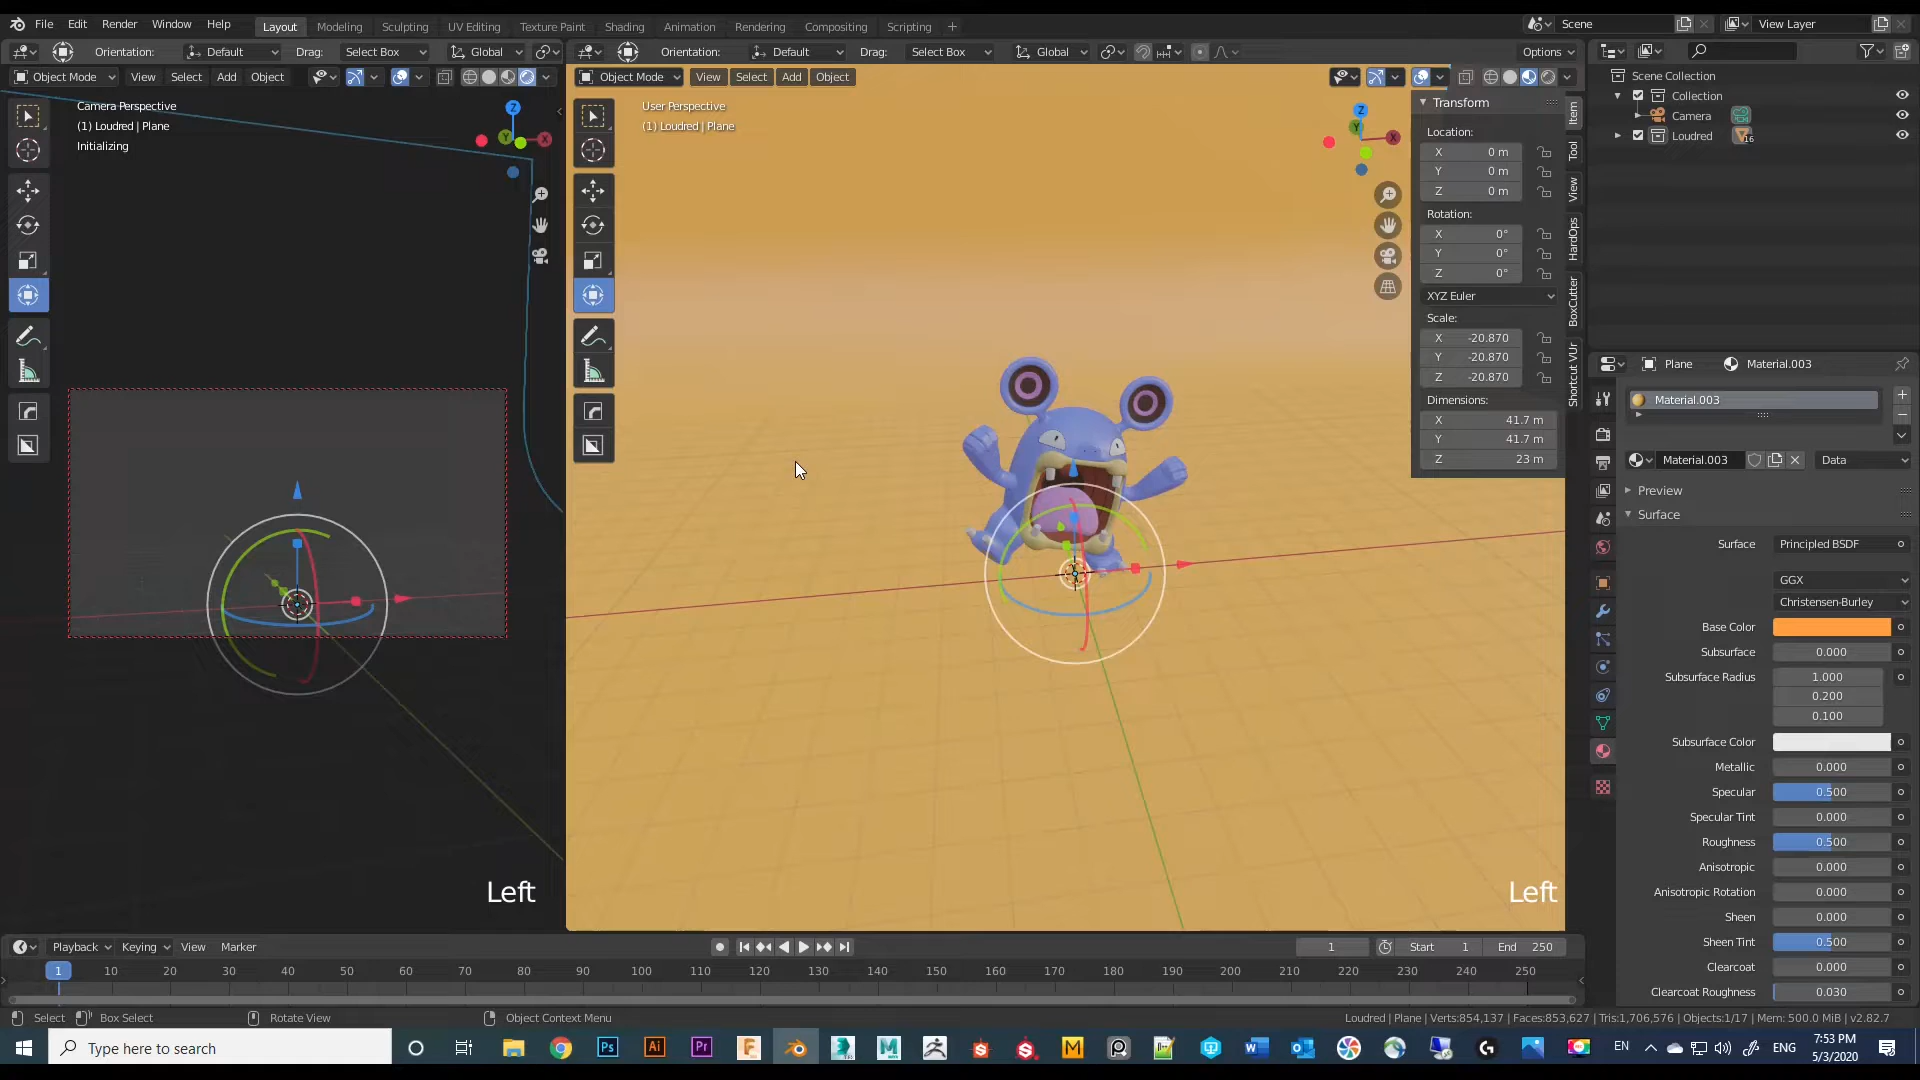 File Edit Render Window Help Layout Modeling Sculpting UV Editing Texture Paint Shading Animation Rendering Compositing Scripting + Scene View Layer
Orientation: Default Drag: Select Box Global Orientation: Default Drag: Select Box Global Options
Object Mode View Select Add Object Object Mode View Select Add Object
Camera Perspective
(1) Loudred | Plane
Initializing
User Perspective
(1) Loudred | Plane
Transform
Location:
X 0 m
Y 0 m
Z 0 m
Rotation:
X 0°
Y 0°
Z 0°
XYZ Euler
Scale:
X -20.870
Y -20.870
Z -20.870
Dimensions:
X 41.7 m
Y 41.7 m
Z 23 m
Item
Tool
View
HardOps
BoxCutter
Shortcut VUr
Scene Collection
Collection
Camera
Loudred 16
Plane Material.003
Material.003
Material.003 Data
Preview
Surface
Surface Principled BSDF
GGX
Christensen-Burley
Base Color
Subsurface 0.000
Subsurface Radius 1.000
0.200
0.100
Subsurface Color
Metallic 0.000
Specular 0.500
Specular Tint 0.000
Roughness 0.500
Anisotropic 0.000
Anisotropic Rotation 0.000
Sheen 0.000
Sheen Tint 0.500
Clearcoat 0.000
Clearcoat Roughness 0.030
Left
Left
Playback Keying View Marker 1 Start 1 End 250
1 10 20 30 40 50 60 70 80 90 100 110 120 130 140 150 160 170 180 190 200 210 220 230 240 250
Select Box Select Rotate View Object Context Menu Loudred | Plane | Verts:854,137 | Faces:853,627 | Tris:1,706,576 | Objects:1/17 | Mem: 500.0 MiB | v2.82.7
Type here to search Ps Ai Pr EN ENG 7:53 PM
5/3/2020